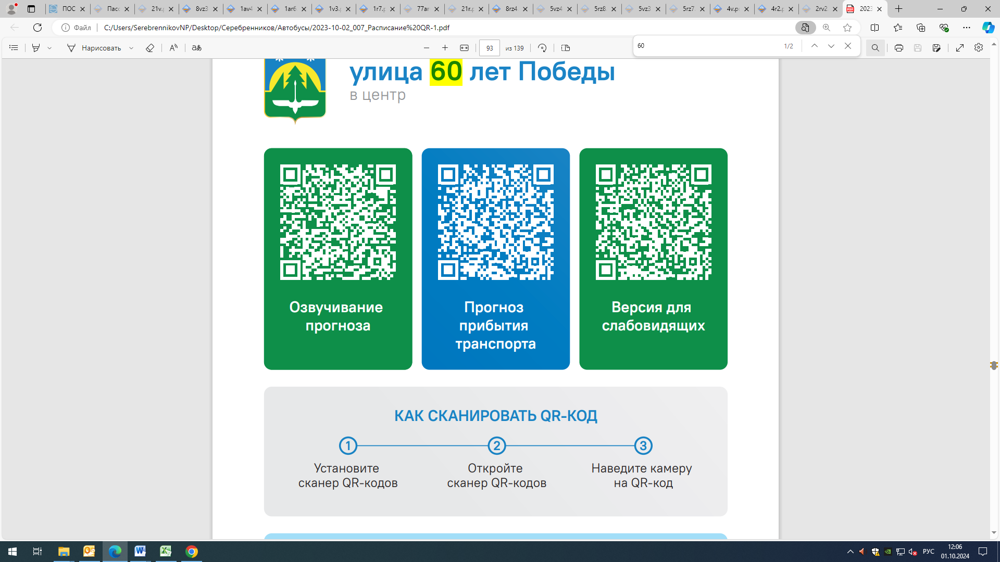 ПОС
Пасс
21v.p
8vz3
1av4
1ar6
1v3.p
1r7.p
77ar
21r.p
8rz4.
5vz4
5rz8.
5vz3
5rz7.
4v.po
4r2.p
2rv2.
2023
Файл
C:/Users/SerebrennikovNP/Desktop/Серебренников/Автобусы/2023-10-02_007_Расписание%20QR-1.pdf
Нарисовать
аあ
93 из 139
60
1/2
улица 60 лет Победы
в центр
Озвучивание
прогноза
Прогноз
прибытия
транспорта
Версия для
слабовидящих
КАК СКАНИРОВАТЬ QR-КОД
1
2
3
Установите
сканер QR-кодов
Откройте
сканер QR-кодов
Наведите камеру
на QR-код
РУС
12:06
01.10.2024